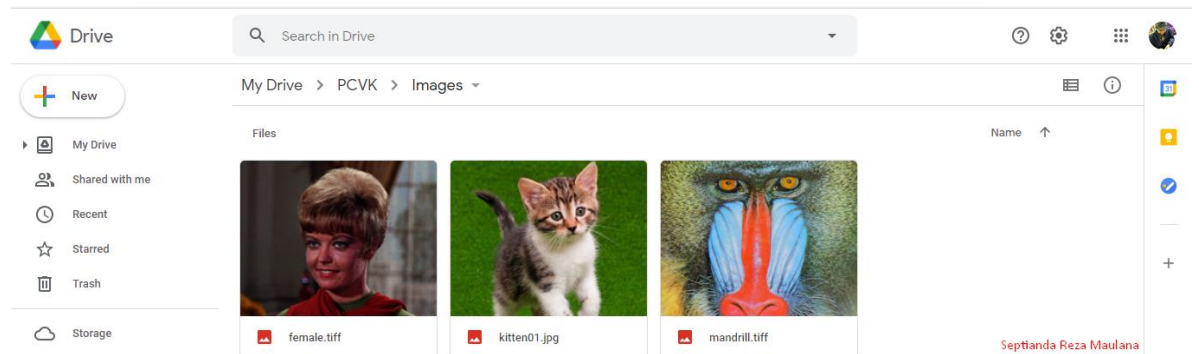 Drive
Search in Drive
New
My Drive > PCVK > Images
31
My Drive
Files
Name
Shared with me
Recent
Starred
Trash
Storage
female.tiff
kitten01.jpg
mandrill.tiff
Septianda Reza Maulana